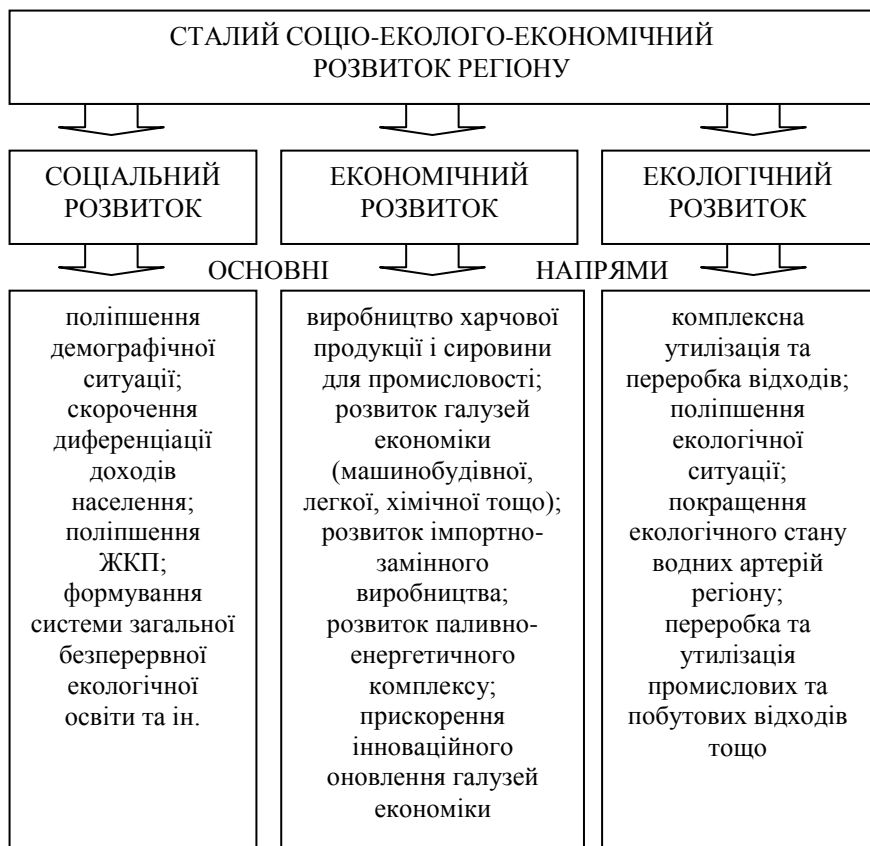 СТАЛИЙ СОЦІО-ЕКОЛОГО-ЕКОНОМІЧНИЙ
РОЗВИТОК РЕГІОНУ
СОЦІАЛЬНИЙ
РОЗВИТОК
ЕКОНОМІЧНИЙ
РОЗВИТОК
ЕКОЛОГІЧНИЙ
РОЗВИТОК
ОСНОВНІ НАПРЯМИ
поліпшення
демографічної
ситуації;
скорочення
диференціації
доходів
населення;
поліпшення
ЖКП;
формування
системи загальної
безперервної
екологічної
освіти та ін.
виробництво харчової
продукції і сировини
для промисловості;
розвиток галузей
економіки
(машинобудівної,
легкої, хімічної тощо);
розвиток імпортно-
замінного
виробництва;
розвиток паливно-
енергетичного
комплексу;
прискорення
інноваційного
оновлення галузей
економіки
комплексна
утилізація та
переробка відходів;
поліпшення
екологічної
ситуації;
покращення
екологічного стану
водних артерій
регіону;
переробка та
утилізація
промислових та
побутових відходів
тощо